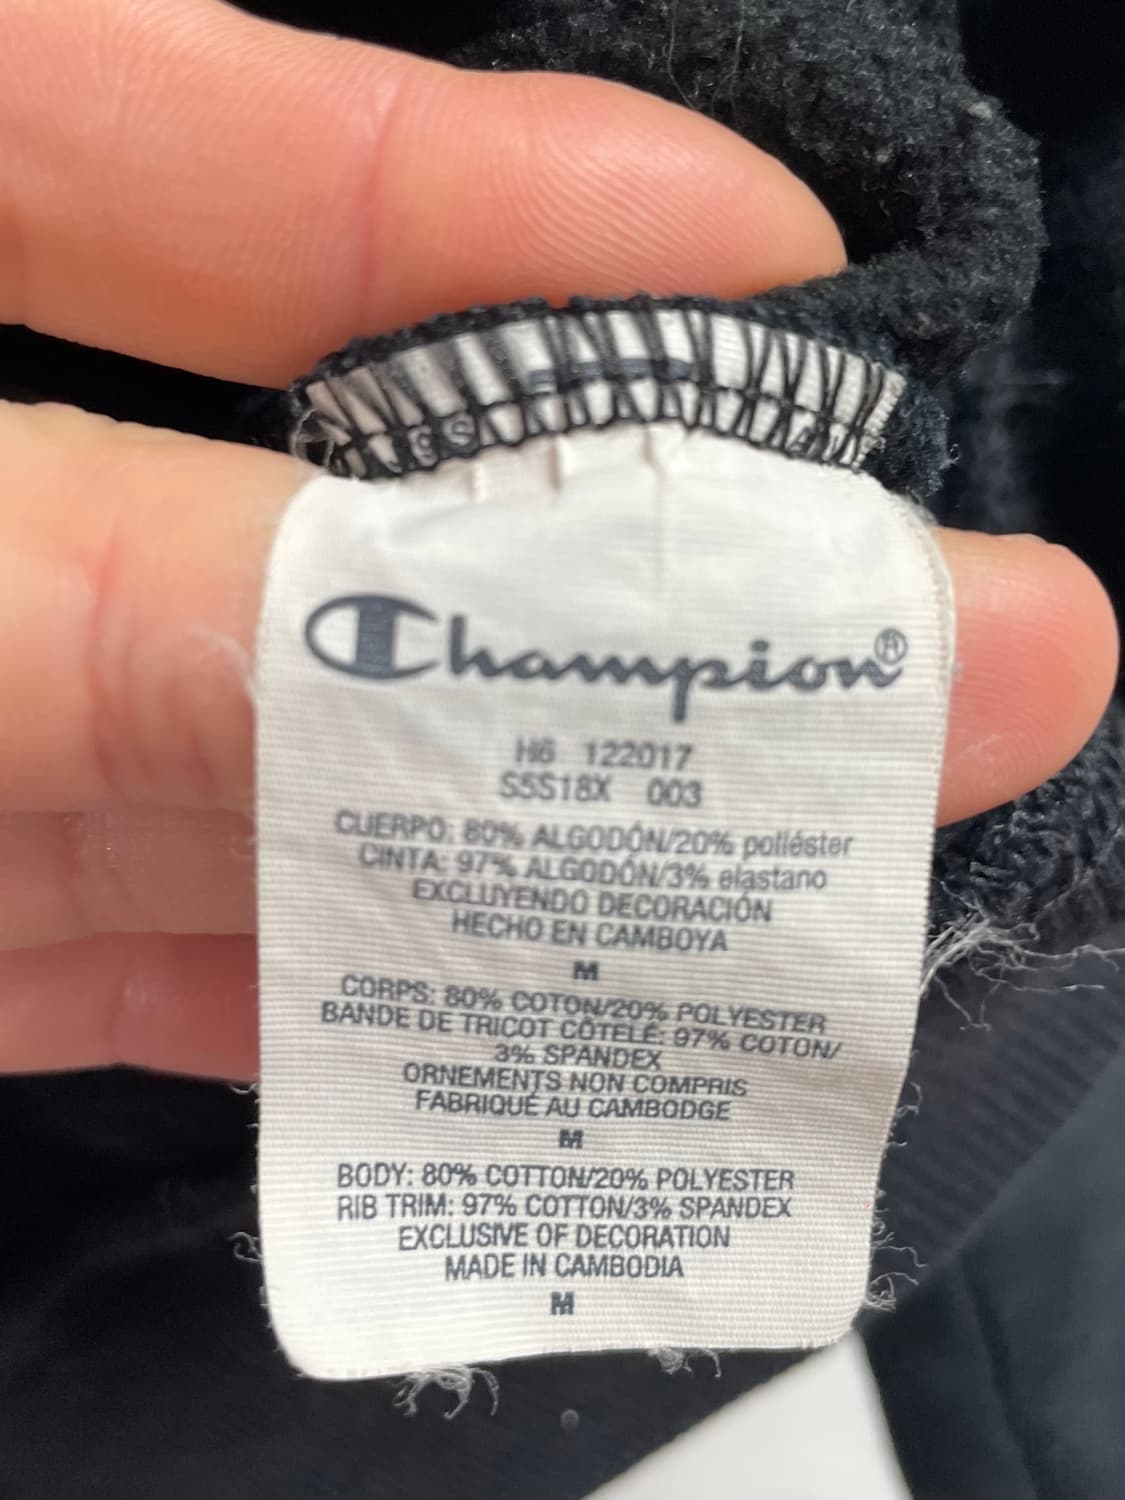 Champion®
H6 122017
S5S18X 003
CUERPO: 80% ALGODÓN/20% poliéster
CINTA: 97% ALGODÓN/3% elastano
EXCLUYENDO DECORACIÓN
HECHO EN CAMBOYA
M
CORPS: 80% COTON/20% POLYESTER
BANDE DE TRICOT CÔTELÉ: 97% COTON/
3% SPANDEX
ORNEMENTS NON COMPRIS
FABRIQUÉ AU CAMBODGE
M
BODY: 80% COTTON/20% POLYESTER
RIB TRIM: 97% COTTON/3% SPANDEX
EXCLUSIVE OF DECORATION
MADE IN CAMBODIA
M